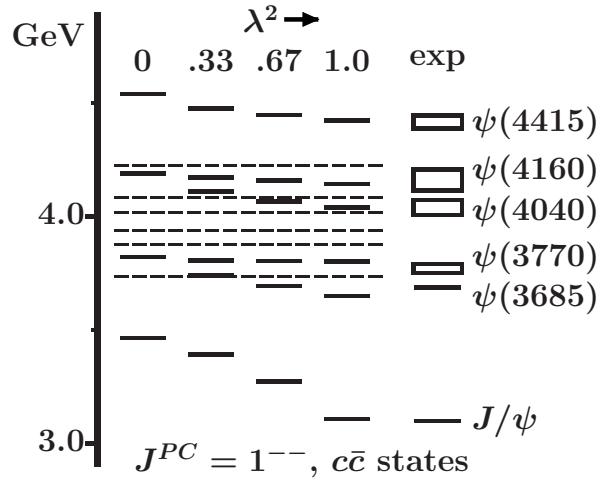 λ² →
GeV
0 .33 .67 1.0 exp
ψ(4415)
ψ(4160)
4.0 ψ(4040)
ψ(3770)
ψ(3685)
J/ψ
3.0
J^{PC} = 1^{--}, cc̄ states